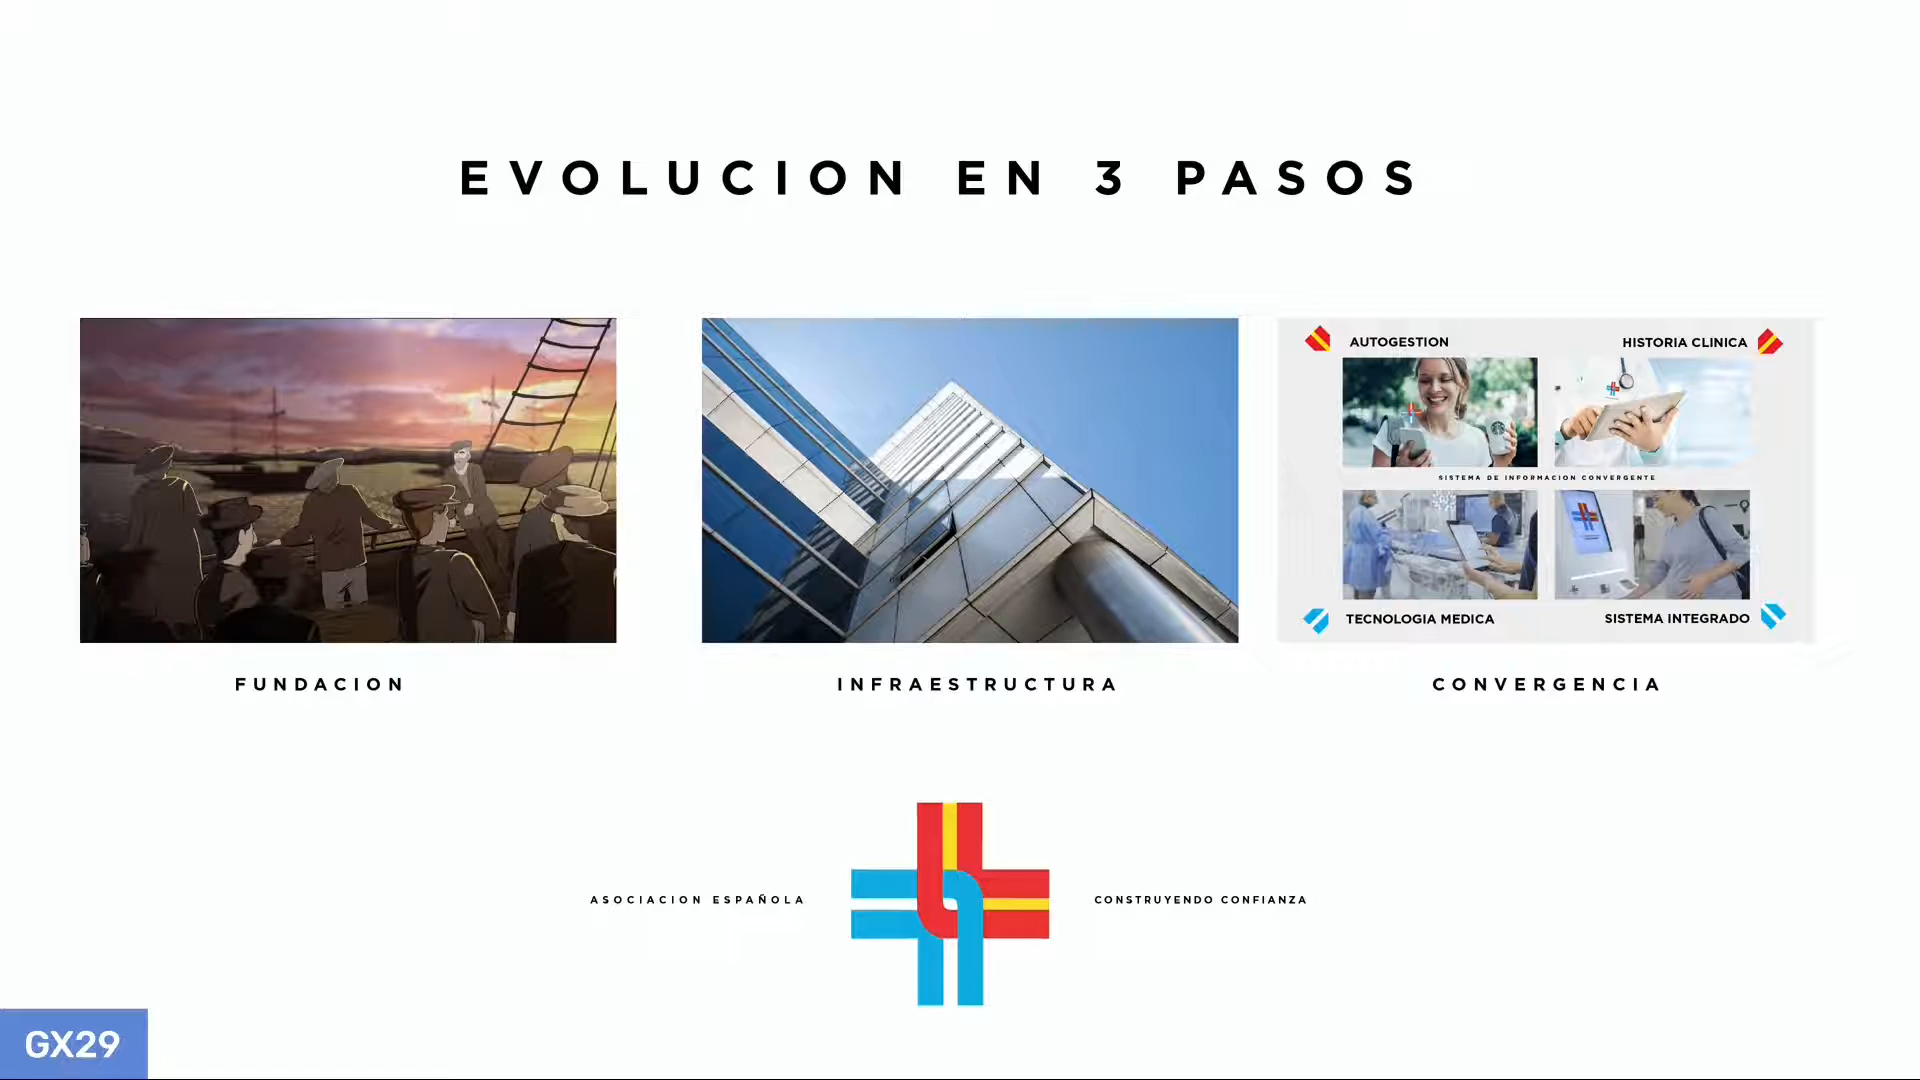 EVOLUCION EN 3 PASOS
AUTOGESTION
HISTORIA CLINICA
SISTEMA DE INFORMACION CONVERGENTE
TECNOLOGIA MEDICA
SISTEMA INTEGRADO
FUNDACION
INFRAESTRUCTURA
CONVERGENCIA
ASOCIACION ESPAÑOLA
CONSTRUYENDO CONFIANZA
GX29